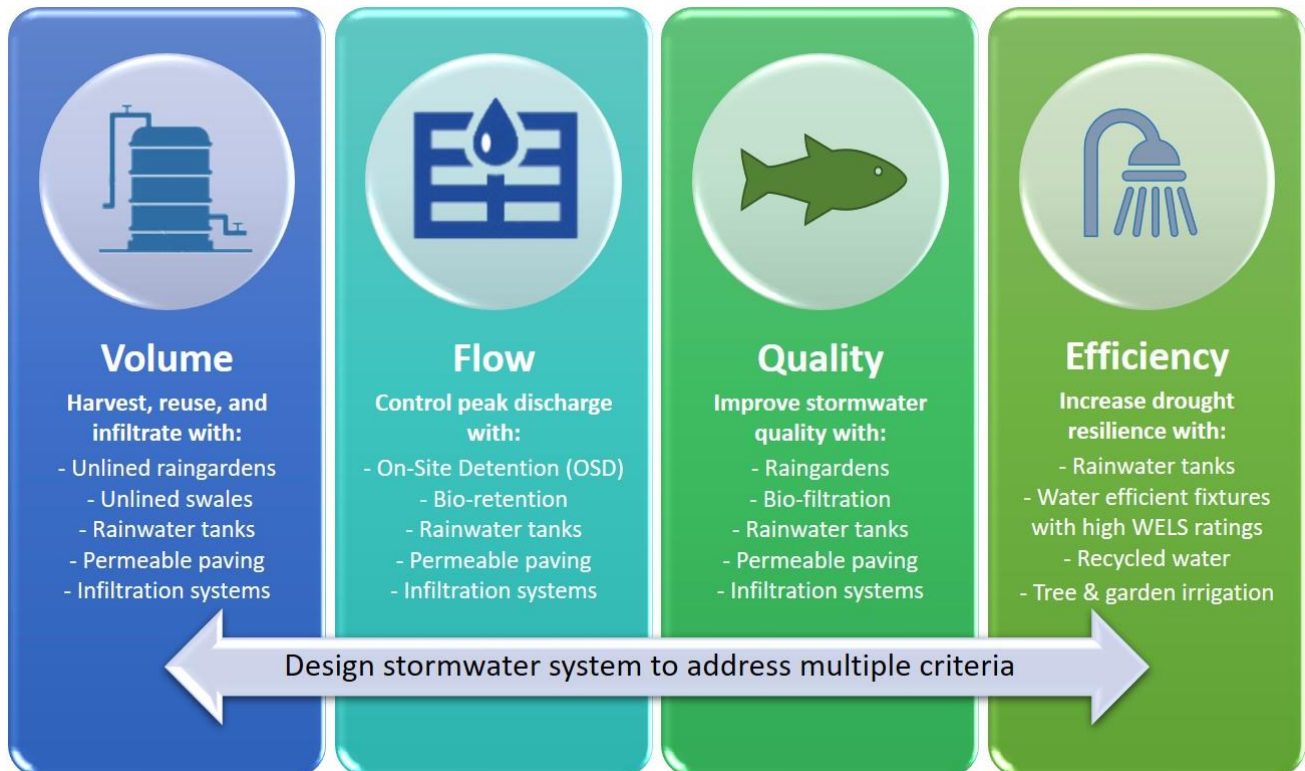 Volume
Harvest, reuse, and
infiltrate with:
- Unlined raingardens
- Unlined swales
- Rainwater tanks
- Permeable paving
- Infiltration systems
Flow
Control peak discharge
with:
- On-Site Detention (OSD)
- Bio-retention
- Rainwater tanks
- Permeable paving
- Infiltration systems
Quality
Improve stormwater
quality with:
- Raingardens
- Bio-filtration
- Rainwater tanks
- Permeable paving
- Infiltration systems
Efficiency
Increase drought
resilience with:
- Rainwater tanks
- Water efficient fixtures
with high WELS ratings
- Recycled water
- Tree & garden irrigation
Design stormwater system to address multiple criteria